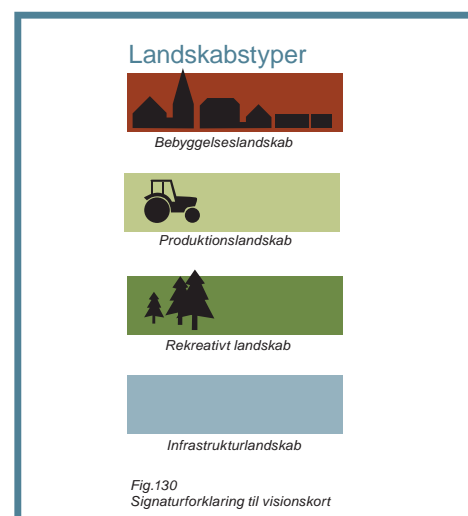 Landskabstyper
Bebyggelseslandskab
Produktionslandskab
Rekreativt landskab
Infrastrukturlandskab
Fig.130
Signaturforklaring til visionskort